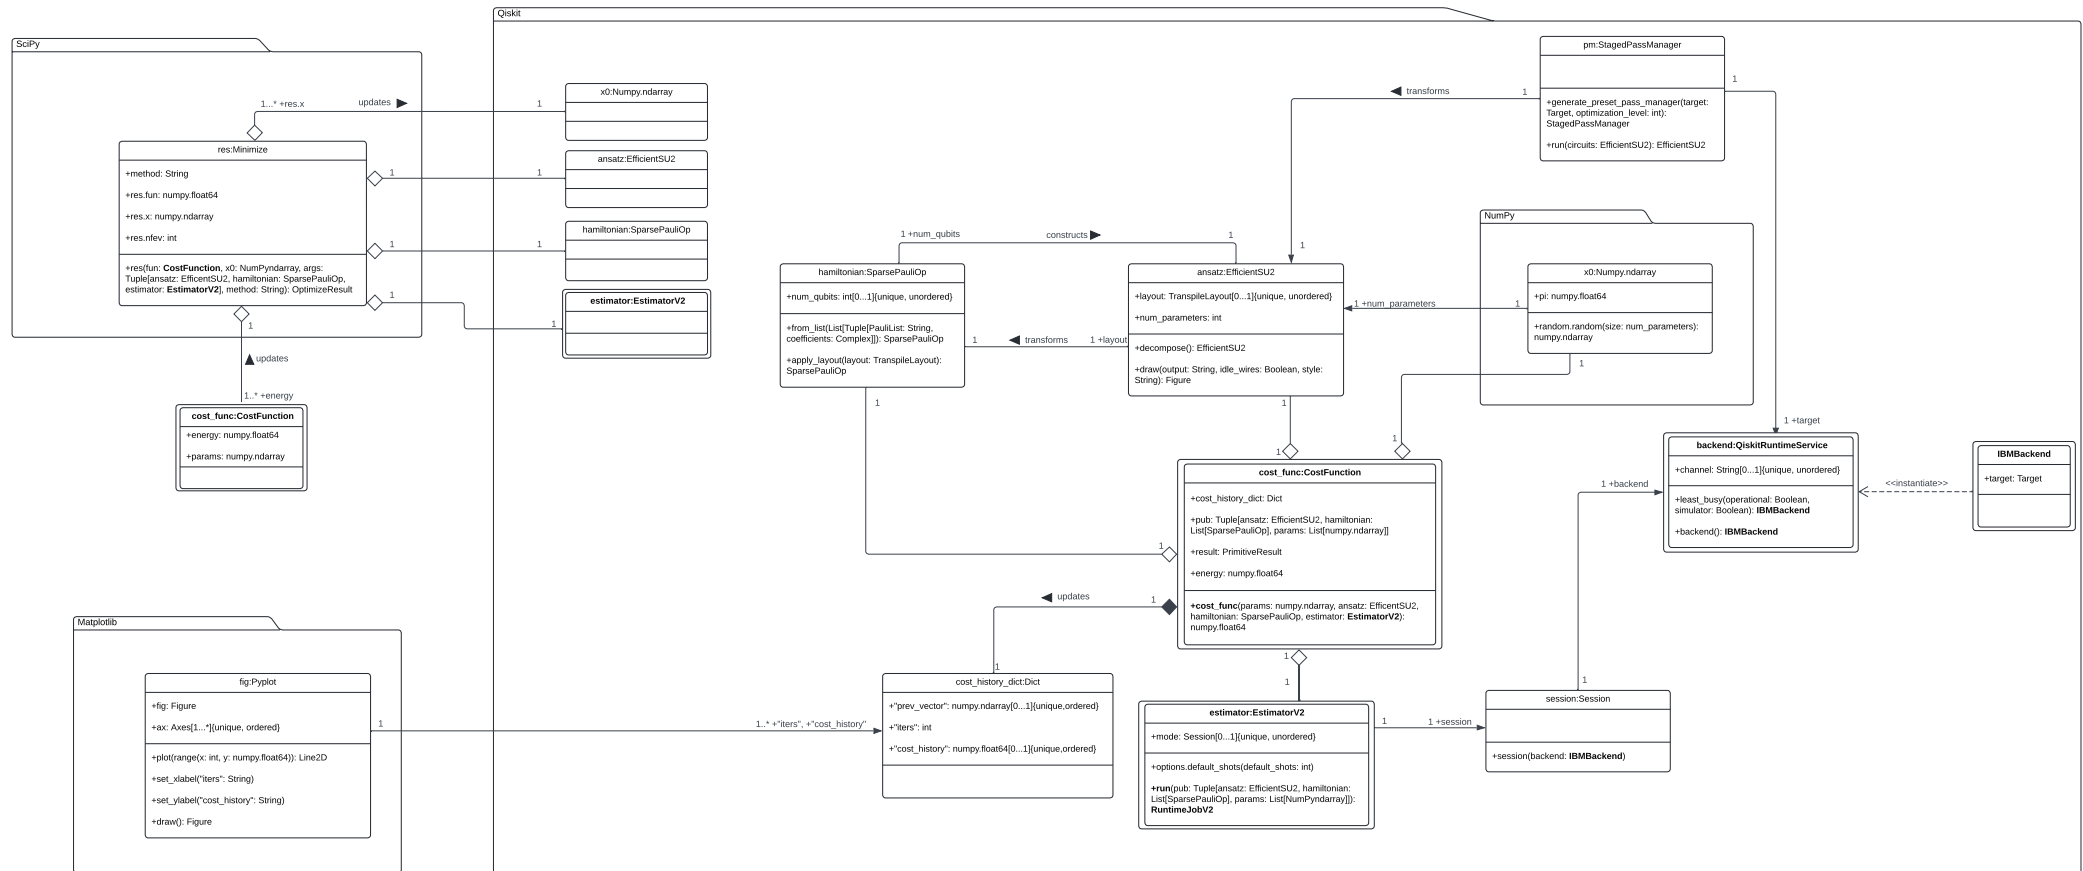 Qiskit
SciPy
1...* +res.x
updates
1
res:Minimize
+method: String
+res.fun: numpy.float64
+res.x: numpy.ndarray
+res.nfev: int
+res(fun: CostFunction, x0: NumPyndarray, args:
Tuple[ansatz: EfficentSU2, hamiltonian: SparsePauliOp,
estimator: EstimatorV2], method: String): OptimizeResult
1
1
1
1
1
1
1
updates
1..* +energy
cost_func:CostFunction
+energy: numpy.float64
+params: numpy.ndarray
x0:Numpy.ndarray
ansatz:EfficientSU2
hamiltonian:SparsePauliOp
estimator:EstimatorV2
pm:StagedPassManager
+generate_preset_pass_manager(target:
Target, optimization_level: int):
StagedPassManager
+run(circuits: EfficientSU2): EfficientSU2
transforms
1
1
1
1 +num_qubits
constructs
1
hamiltonian:SparsePauliOp
+num_qubits: int[0...1]{unique, unordered}
+from_list(List[Tuple[PauliList: String,
coefficients: Complex]]): SparsePauliOp
+apply_layout(layout: TranspileLayout):
SparsePauliOp
1
transforms
1 +layout
ansatz:EfficientSU2
+layout: TranspileLayout[0...1]{unique, unordered}
+num_parameters: int
+decompose(): EfficientSU2
+draw(output: String, idle_wires: Boolean, style:
String): Figure
1 +num_parameters
1
NumPy
x0:Numpy.ndarray
+pi: numpy.float64
+random.random(size: num_parameters):
numpy.ndarray
1
1
1
1
1
1
1 +target
backend:QiskitRuntimeService
+channel: String[0...1]{unique, unordered}
+least_busy(operational: Boolean,
simulator: Boolean): IBMBackend
+backend(): IBMBackend
<<instantiate>>
IBMBackend
+target: Target
1 +backend
1
cost_func:CostFunction
+cost_history_dict: Dict
+pub: Tuple[ansatz: EfficientSU2, hamiltonian:
List[SparsePauliOp], params: List[numpy.ndarray]]
+result: PrimitiveResult
+energy: numpy.float64
+cost_func(params: numpy.ndarray, ansatz: EfficentSU2,
hamiltonian: SparsePauliOp, estimator: EstimatorV2):
numpy.float64
updates
1
1
1
1
Matplotlib
fig:Pyplot
+fig: Figure
+ax: Axes[1...*]{unique, ordered}
+plot(range(x: int, y: numpy.float64)): Line2D
+set_xlabel("iters": String)
+set_ylabel("cost_history": String)
+draw(): Figure
1
1..* +"iters", +"cost_history"
cost_history_dict:Dict
+"prev_vector": numpy.ndarray[0...1]{unique,ordered}
+"iters": int
+"cost_history": numpy.float64[0...1]{unique,ordered}
estimator:EstimatorV2
+mode: Session[0...1]{unique, unordered}
+options.default_shots(default_shots: int)
+run(pub: Tuple[ansatz: EfficientSU2, hamiltonian:
List[SparsePauliOp], params: List[NumPyndarray]]):
RuntimeJobV2
1
1 +session
session:Session
+session(backend: IBMBackend)